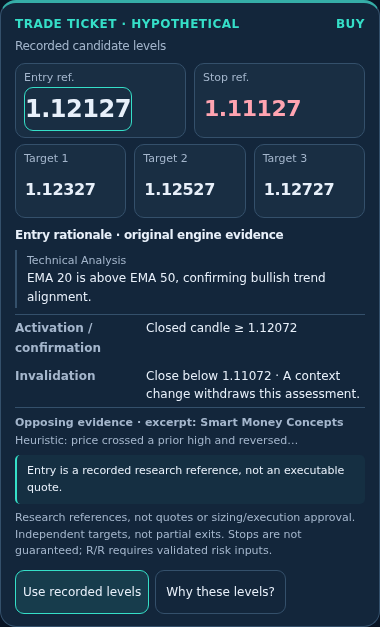 TRADE TICKET · HYPOTHETICAL BUY
Recorded candidate levels
Entry ref. Stop ref.
1.12127 1.11127
Target 1 Target 2 Target 3
1.12327 1.12527 1.12727
Entry rationale · original engine evidence
Technical Analysis
EMA 20 is above EMA 50, confirming bullish trend
alignment.
Activation / Closed candle ≥ 1.12072
confirmation
Invalidation Close below 1.11072 · A context
change withdraws this assessment.
Opposing evidence · excerpt: Smart Money Concepts
Heuristic: price crossed a prior high and reversed…
Entry is a recorded research reference, not an executable
quote.
Research references, not quotes or sizing/execution approval.
Independent targets, not partial exits. Stops are not
guaranteed; R/R requires validated risk inputs.
Use recorded levels Why these levels?